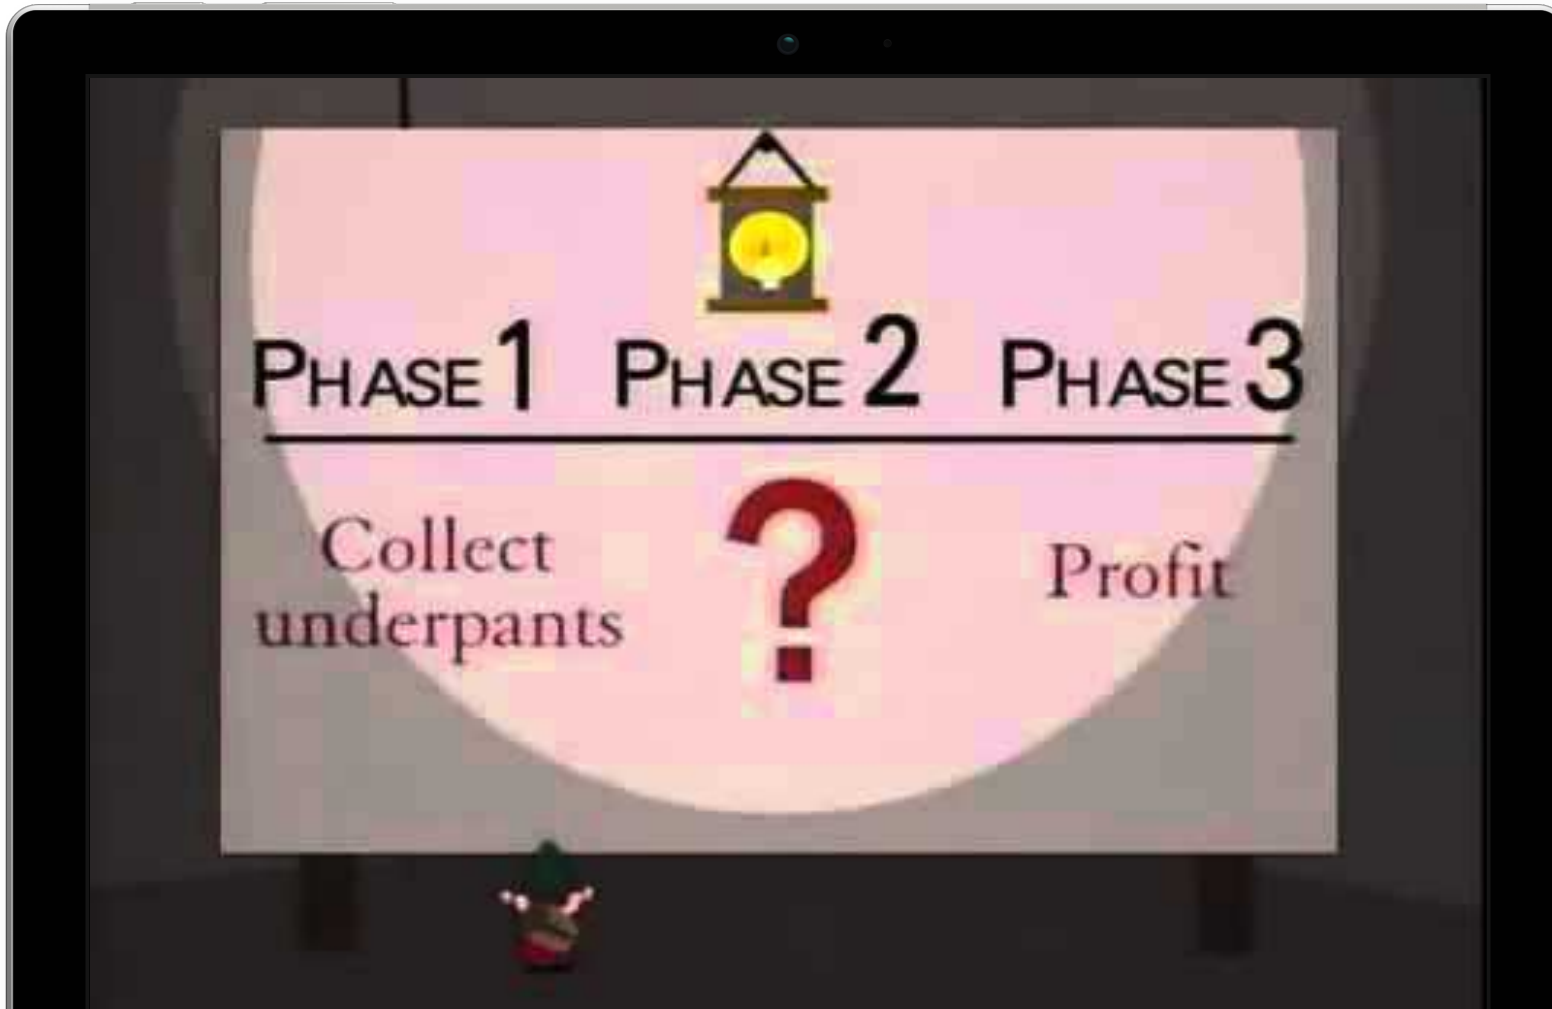 PHASE 1 PHASE 2 PHASE 3
Collect
underpants
?
Profit